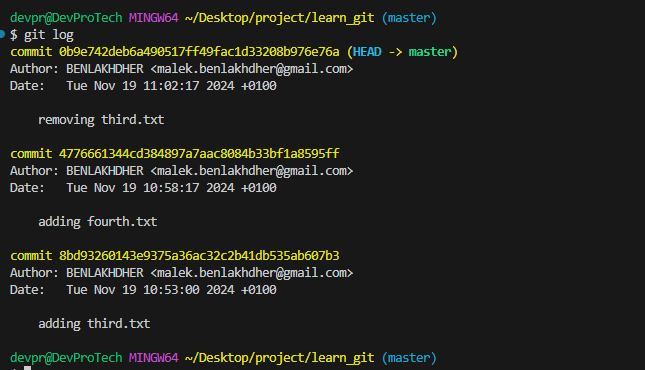 devpr@DevProTech MINGW64 ~/Desktop/project/learn_git (master)
$ git log
commit 0b9e742deb6a490517ff49fac1d33208b976e76a (HEAD -> master)
Author: BENLAKHDHER <malek.benlakhdher@gmail.com>
Date:   Tue Nov 19 11:02:17 2024 +0100
removing third.txt
commit 4776661344cd384897a7aac8084b33bf1a8595ff
Author: BENLAKHDHER <malek.benlakhdher@gmail.com>
Date:   Tue Nov 19 10:58:17 2024 +0100
adding fourth.txt
commit 8bd93260143e9375a36ac32c2b41db535ab607b3
Author: BENLAKHDHER <malek.benlakhdher@gmail.com>
Date:   Tue Nov 19 10:53:00 2024 +0100
adding third.txt
devpr@DevProTech MINGW64 ~/Desktop/project/learn_git (master)